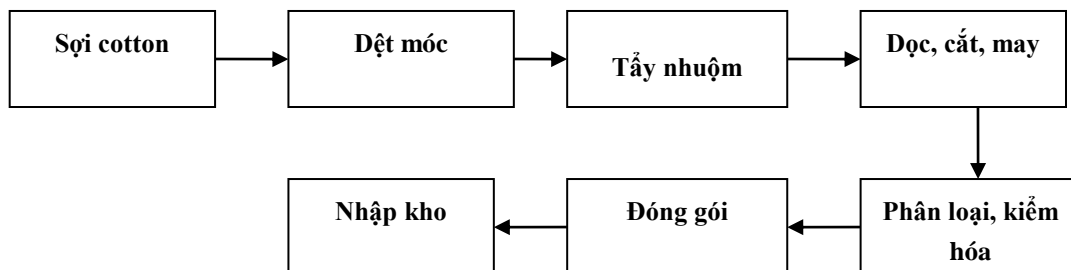 Sợi cotton
Dệt móc
Tẩy nhuộm
Dọc, cắt, may
Phân loại, kiểm
hóa
Đóng gói
Nhập kho